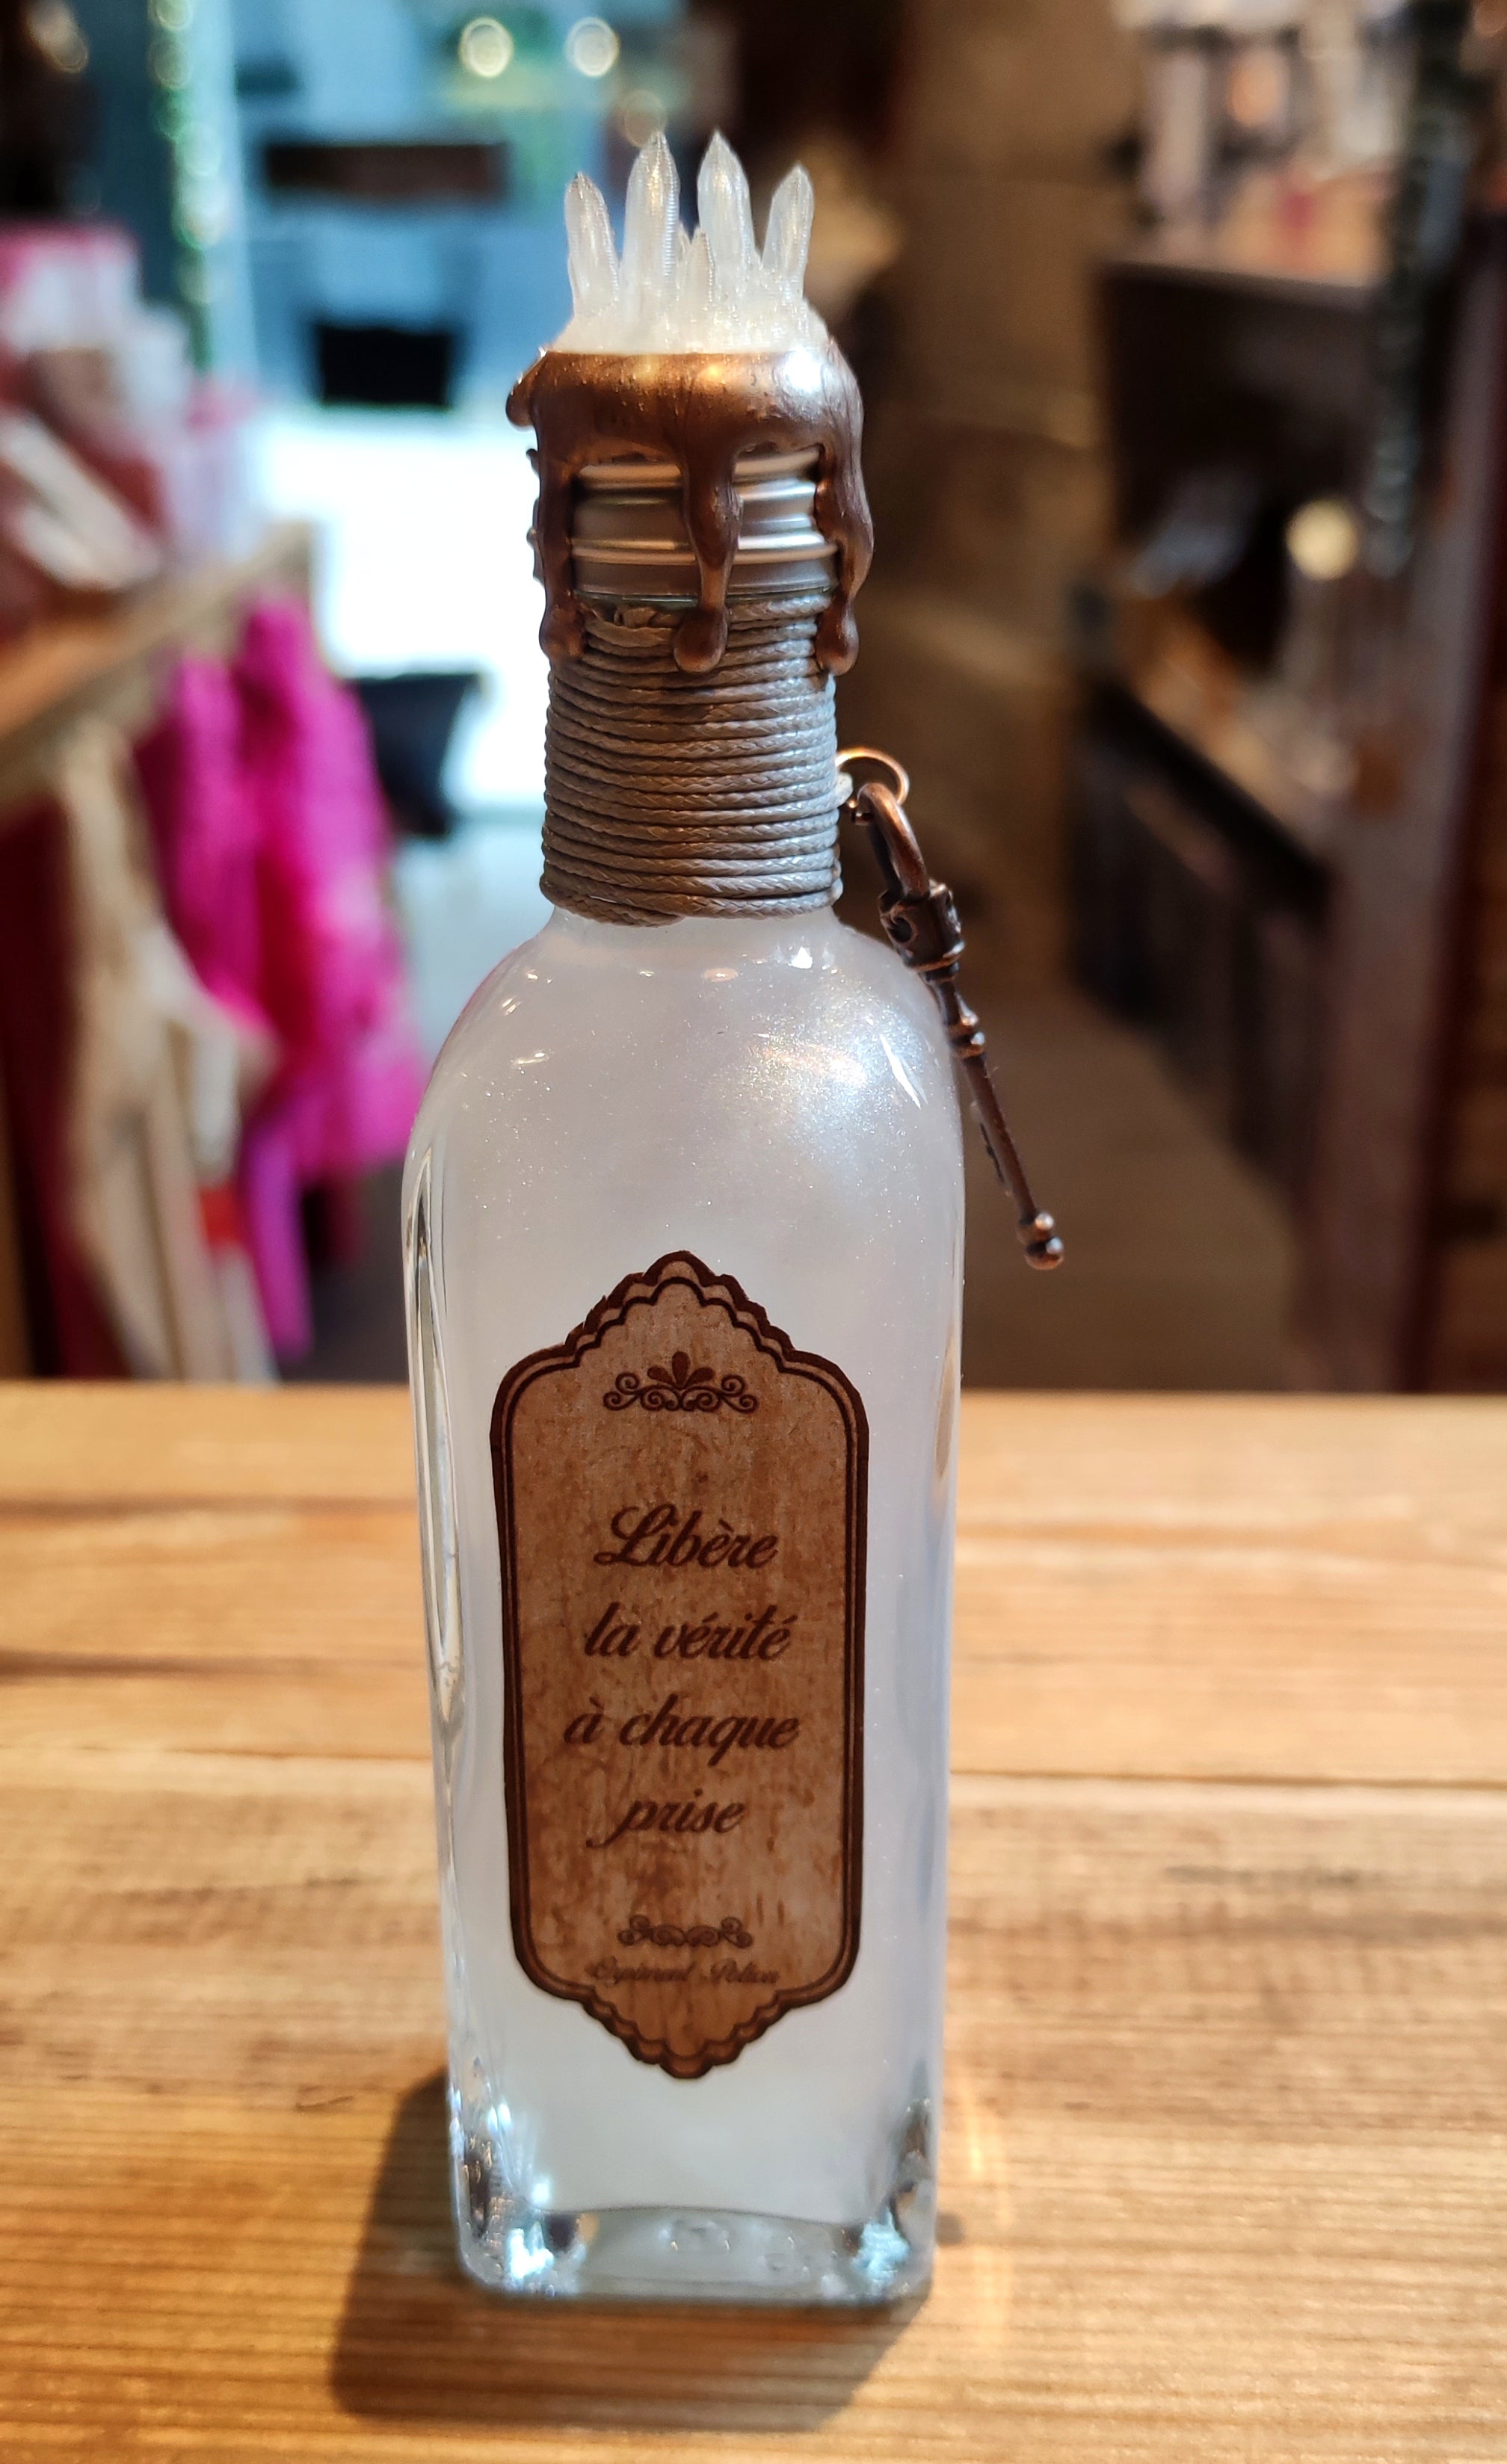 Libère
la vérité
à chaque
prise